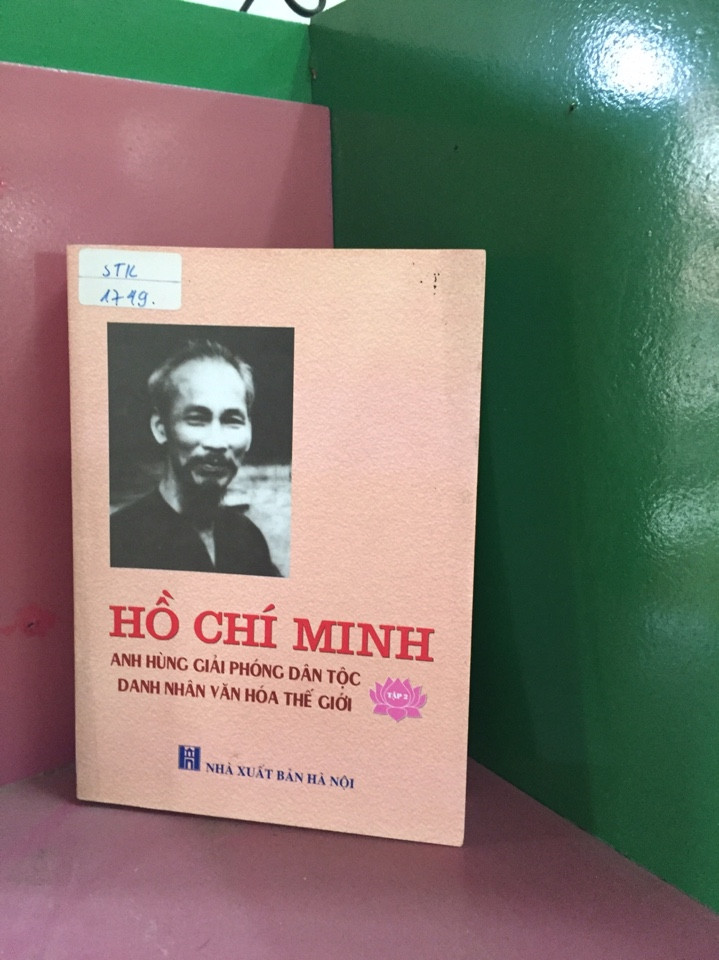 STK
1749.
HỒ CHÍ MINH
ANH HÙNG GIẢI PHÓNG DÂN TỘC
DANH NHÂN VĂN HÓA THẾ GIỚI
TẬP 2
NHÀ XUẤT BẢN HÀ NỘI